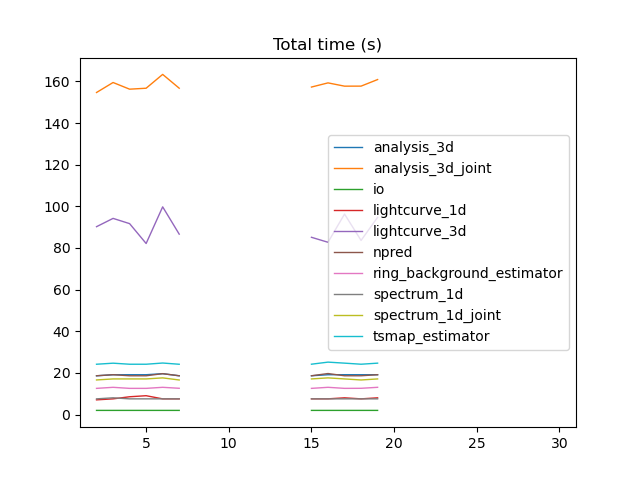 Total time (s)
160
140
120
100
80
60
40
20
0
analysis_3d
analysis_3d_joint
io
lightcurve_1d
lightcurve_3d
npred
ring_background_estimator
spectrum_1d
spectrum_1d_joint
tsmap_estimator
5 10 15 20 25 30